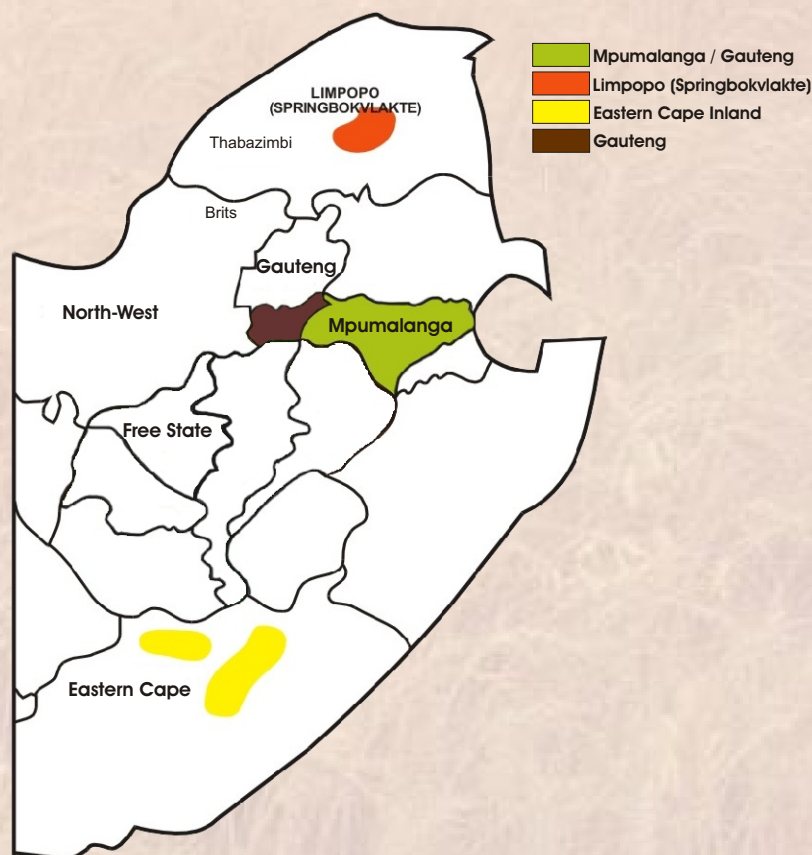 Mpumalanga / Gauteng
Limpopo (Springbokvlakte)
Eastern Cape Inland
Gauteng
LIMPOPO
(SPRINGBOKVLAKTE)
Thabazimbi
Brits
Gauteng
North-West
Mpumalanga
Free State
Eastern Cape